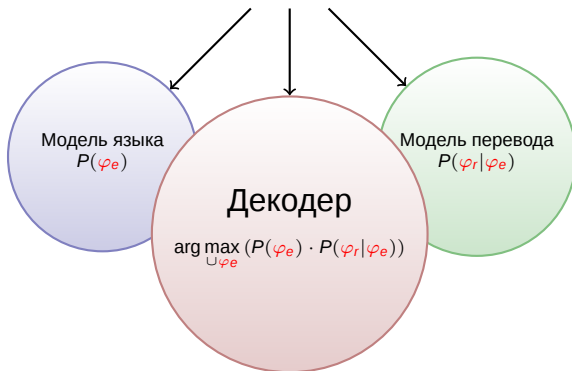 Модель языка
P(φₑ)
Модель перевода
P(φᵣ|φₑ)
Декодер
arg max (P(φₑ) · P(φᵣ|φₑ))
∪φₑ